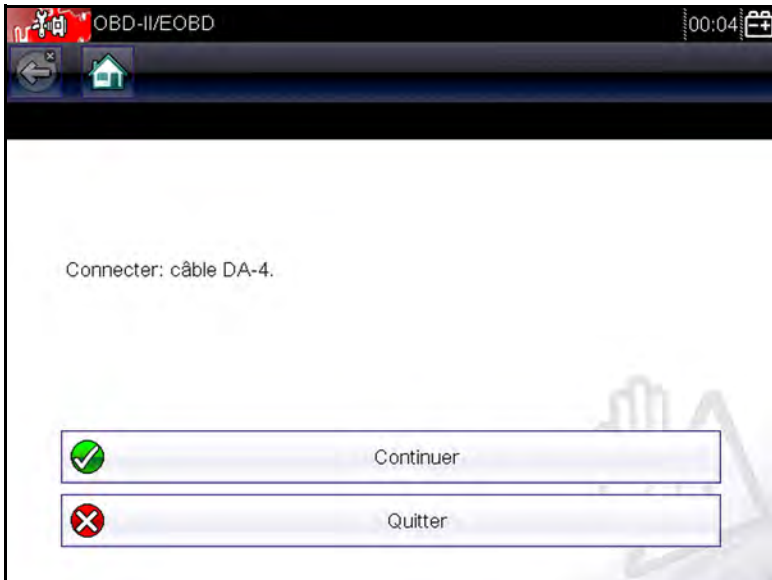 OBD-II/EOBD
00:04
Connecter: câble DA-4.
Continuer
Quitter